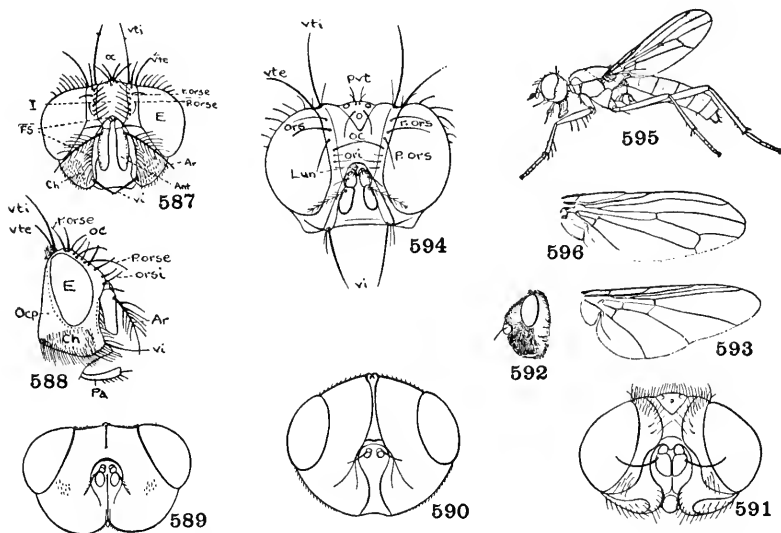 vti
oc
vte
r.orse
P.orse
I
E
Fs
Ar
Ch
Ant
vi
587
vti
vte
pvt
ors
o
r.ors
oc
ori
P.ors
Lun
594
vi
595
596
593
592
vti
r.orse
oc
vte
P.orse
orsi
E
Ocp
Ar
Ch
vi
588
PA
589
590
591